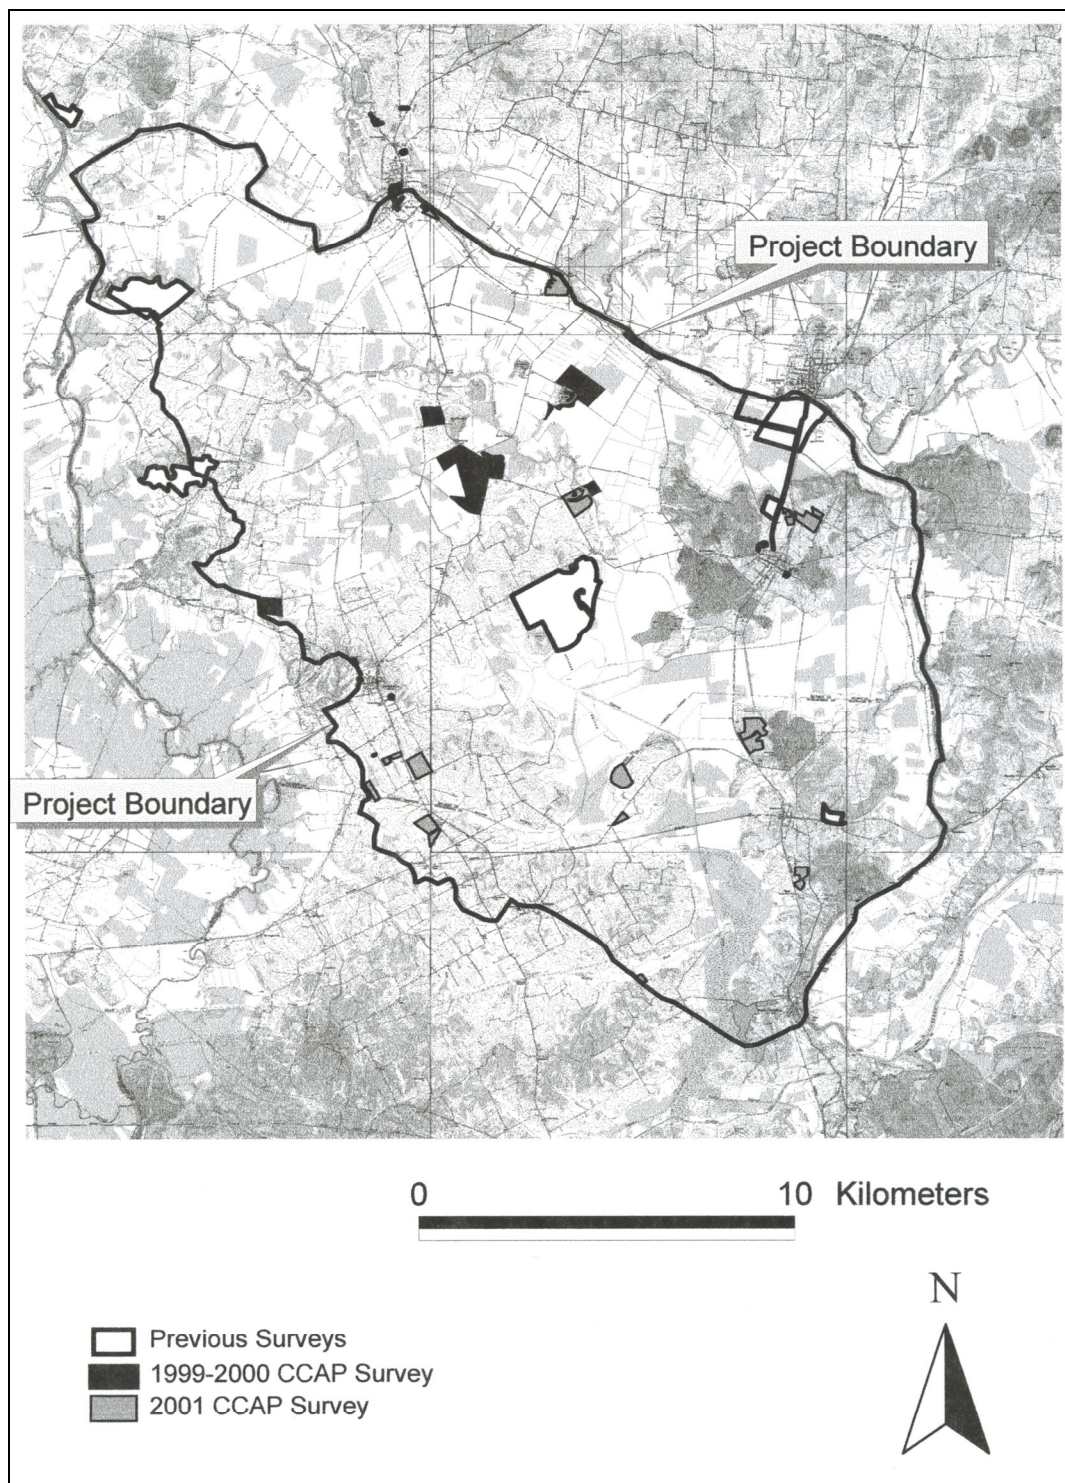 Project Boundary
Project Boundary
0 10 Kilometers
N
Previous Surveys
1999-2000 CCAP Survey
2001 CCAP Survey